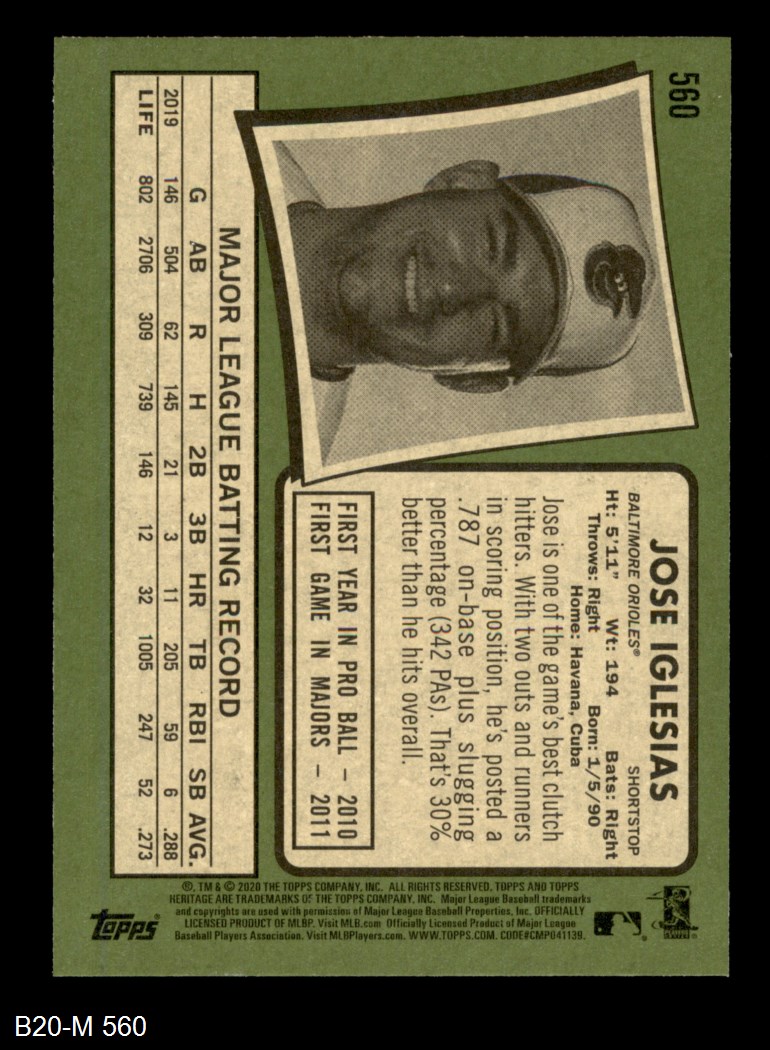 560
JOSE IGLESIAS
BALTIMORE ORIOLES® SHORTSTOP
Ht: 5'11" Wt: 194 Bats: Right
Throws: Right Born: 1/5/90
Home: Havana, Cuba
Jose is one of the game's best clutch
hitters. With two outs and runners
in scoring position, he's posted a
.787 on-base plus slugging
percentage (342 PAs). That's 30%
better than he hits overall.
FIRST YEAR IN PRO BALL – 2010
FIRST GAME IN MAJORS – 2011
MAJOR LEAGUE BATTING RECORD
G AB R H 2B 3B HR TB RBI SB AVG.
2019 146 504 62 145 21 3 11 205 59 6 .288
LIFE 802 2706 309 739 146 12 32 1005 247 52 .273
®, TM & © 2020 THE TOPPS COMPANY, INC. ALL RIGHTS RESERVED. TOPPS AND TOPPS
HERITAGE ARE TRADEMARKS OF THE TOPPS COMPANY, INC. Major League Baseball trademarks
and copyrights are used with permission of Major League Baseball Properties, Inc. OFFICIALLY
LICENSED PRODUCT OF MLBP. Visit MLB.com Officially Licensed Product of Major League
Baseball Players Association. Visit MLBPlayers.com. WWW.TOPPS.COM. CODE#CMP041139.
Topps®
B20-M 560